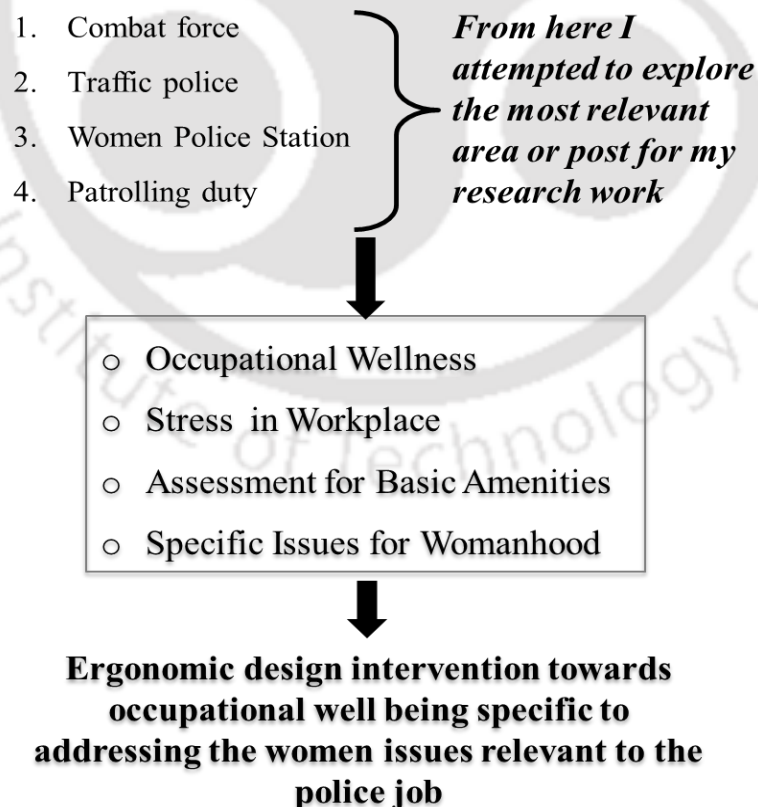 1. Combat force
2. Traffic police
3. Women Police Station
4. Patrolling duty
From here I
attempted to explore
the most relevant
area or post for my
research work
o Occupational Wellness
o Stress in Workplace
o Assessment for Basic Amenities
o Specific Issues for Womanhood
Ergonomic design intervention towards
occupational well being specific to
addressing the women issues relevant to the
police job
Institute of Technology G